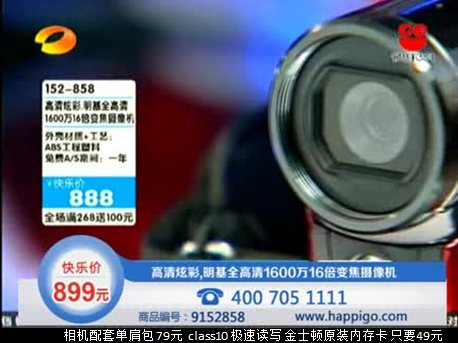 152-858
高清炫彩,明基全高清
1600万16倍变焦摄像机
外壳材质+工艺:
ABS工程塑料
免费A/S期间: 一年
快乐价
888
全场满268送100元
快乐价
899元
高清炫彩,明基全高清1600万16倍变焦摄像机
400 705 1111
商品编号: 9152858
www.happigo.com
相机配套单肩包79元 class10极速读写 金士顿原装内存卡 只要49元